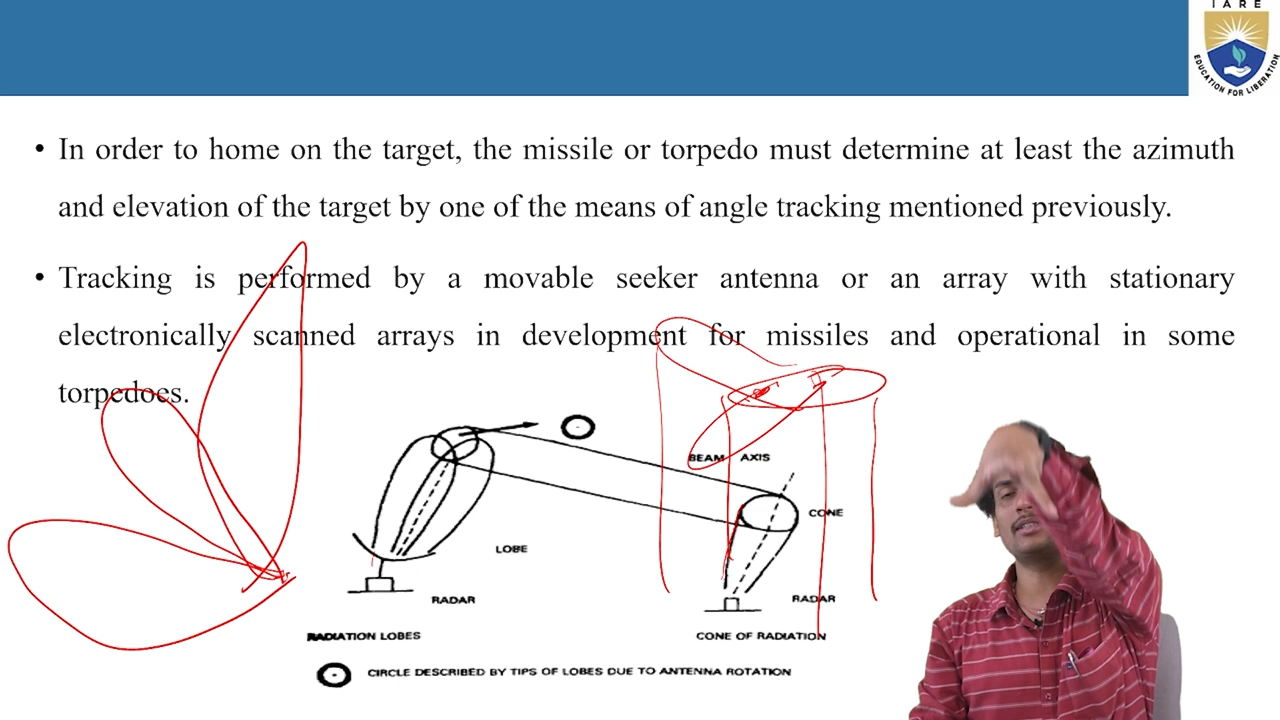 IARE
EDUCATION FOR LIBERATION
• In order to home on the target, the missile or torpedo must determine at least the azimuth
and elevation of the target by one of the means of angle tracking mentioned previously.
• Tracking is performed by a movable seeker antenna or an array with stationary
electronically scanned arrays in development for missiles and operational in some
torpedoes.
BEAM AXIS
CONE
LOBE
RADAR
RADAR
RADIATION LOBES
CONE OF RADIATION
CIRCLE DESCRIBED BY TIPS OF LOBES DUE TO ANTENNA ROTATION